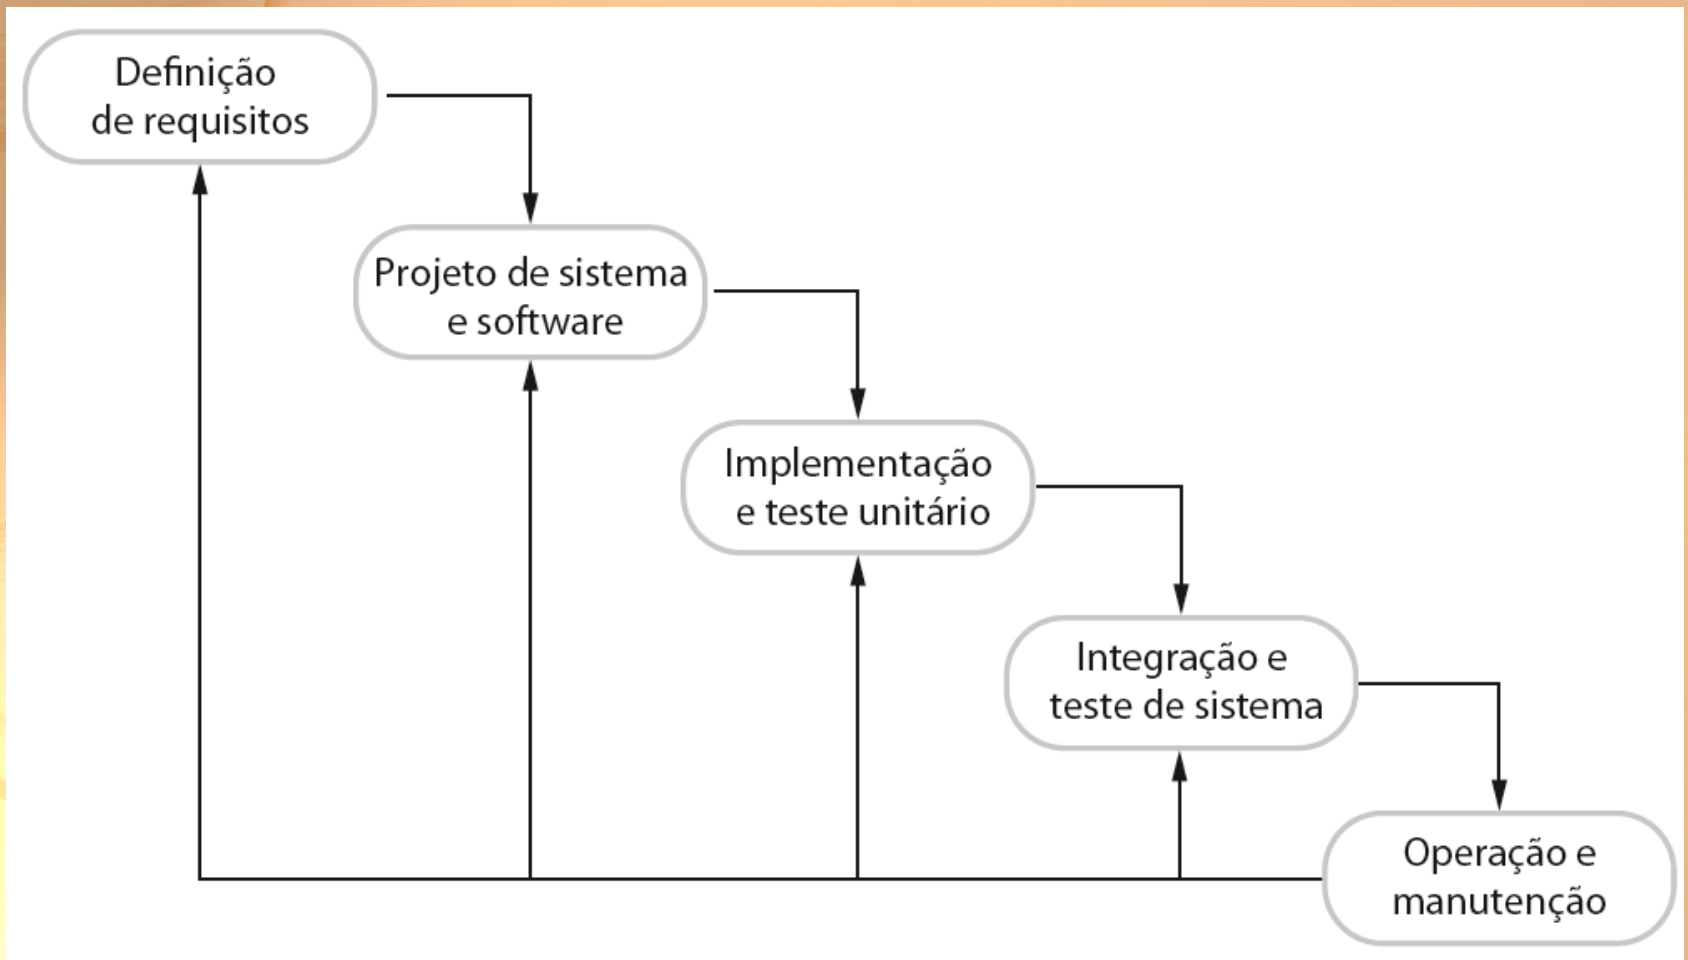 Definição
de requisitos
Projeto de sistema
e software
Implementação
e teste unitário
Integração e
teste de sistema
Operação e
manutenção